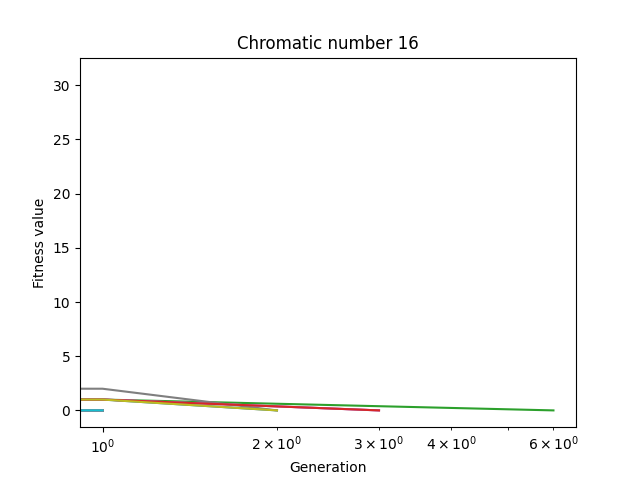 Chromatic number 16
Fitness value
30
25
20
15
10
5
0
10⁰
2 × 10⁰
3 × 10⁰
4 × 10⁰
6 × 10⁰
Generation